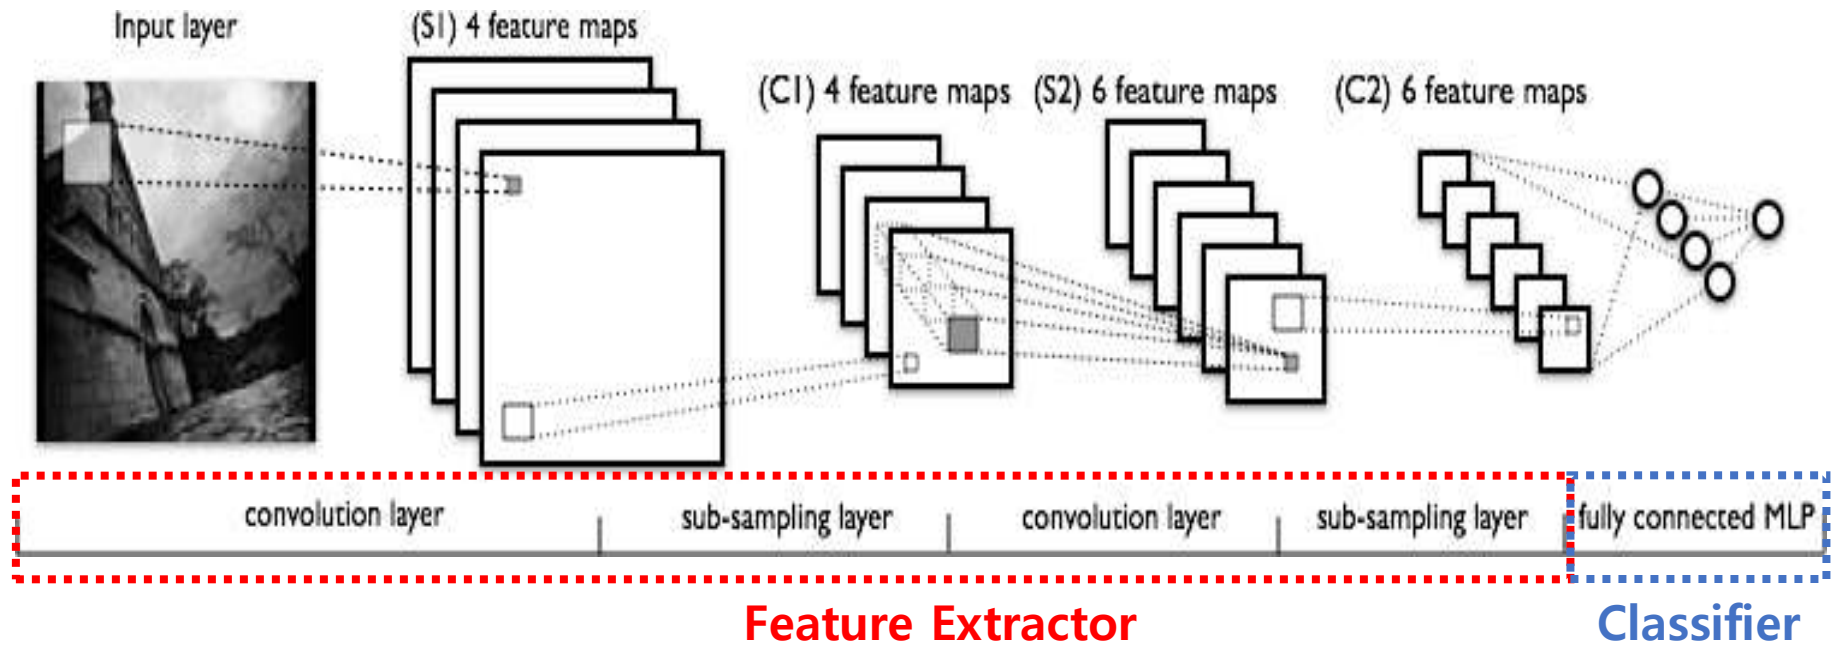 Input layer
(S1) 4 feature maps
(C1) 4 feature maps
(S2) 6 feature maps
(C2) 6 feature maps
convolution layer
sub-sampling layer
convolution layer
sub-sampling layer
fully connected MLP
Feature Extractor
Classifier